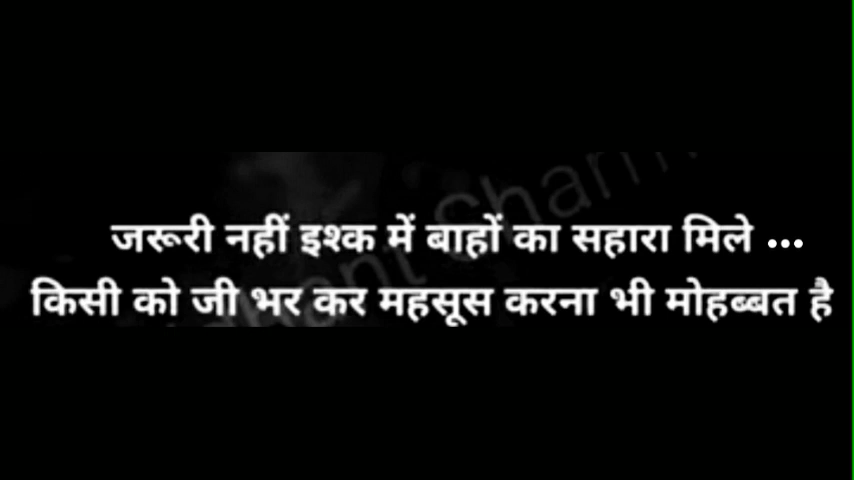 जरूरी नहीं इश्क में बाहों का सहारा मिले ...
किसी को जी भर कर महसूस करना भी मोहब्बत है